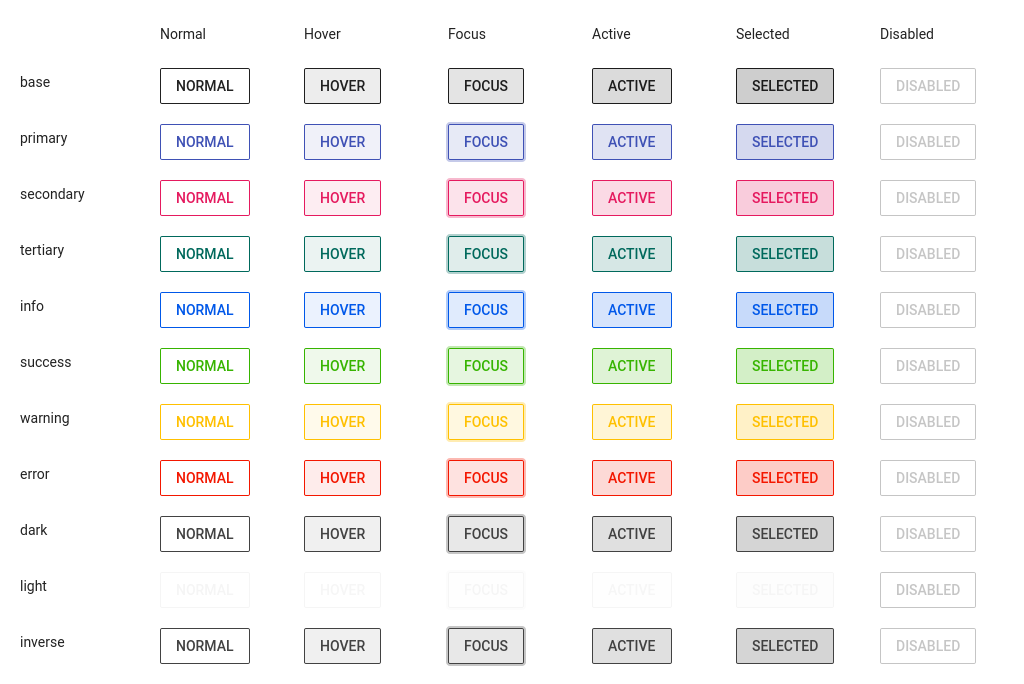 Normal Hover Focus Active Selected Disabled
base NORMAL HOVER FOCUS ACTIVE SELECTED DISABLED
primary NORMAL HOVER FOCUS ACTIVE SELECTED DISABLED
secondary NORMAL HOVER FOCUS ACTIVE SELECTED DISABLED
tertiary NORMAL HOVER FOCUS ACTIVE SELECTED DISABLED
info NORMAL HOVER FOCUS ACTIVE SELECTED DISABLED
success NORMAL HOVER FOCUS ACTIVE SELECTED DISABLED
warning NORMAL HOVER FOCUS ACTIVE SELECTED DISABLED
error NORMAL HOVER FOCUS ACTIVE SELECTED DISABLED
dark NORMAL HOVER FOCUS ACTIVE SELECTED DISABLED
light NORMAL HOVER FOCUS ACTIVE SELECTED DISABLED
inverse NORMAL HOVER FOCUS ACTIVE SELECTED DISABLED